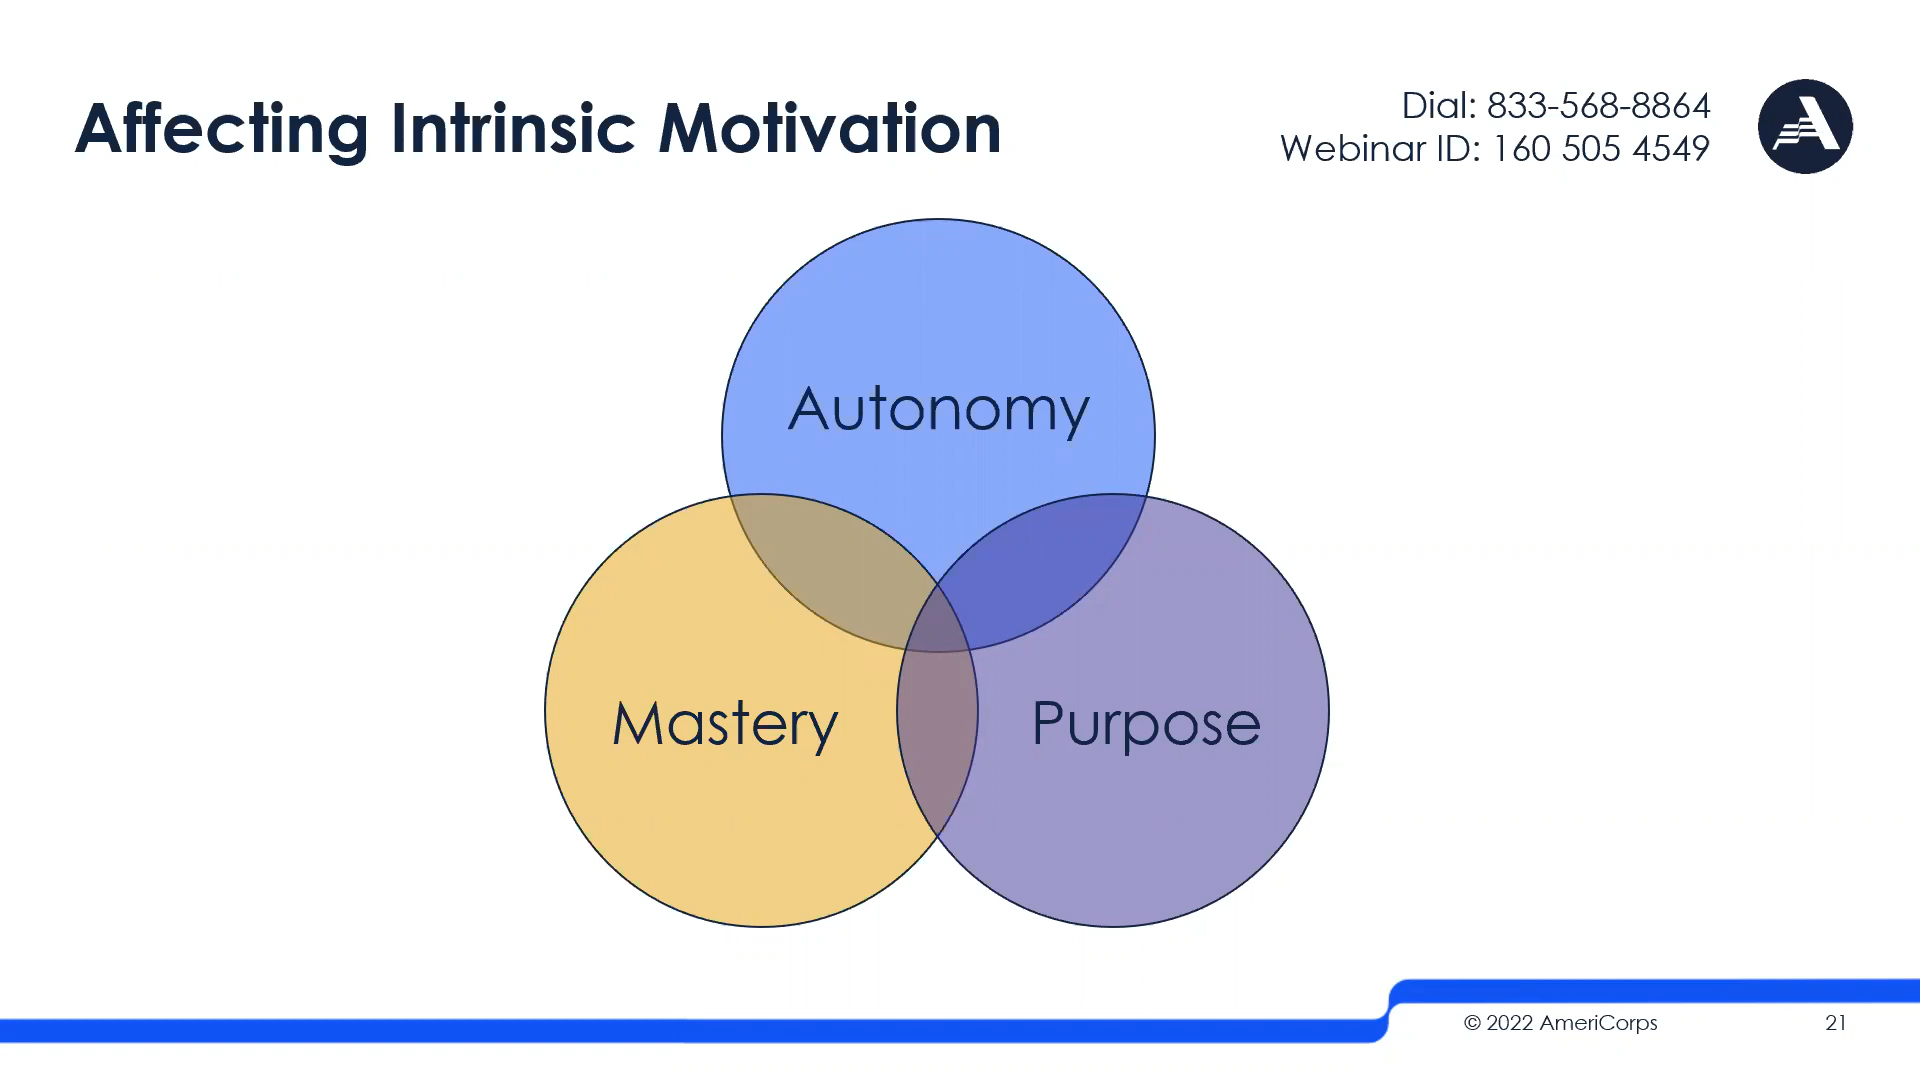 Affecting Intrinsic Motivation
Dial: 833-568-8864
Webinar ID: 160 505 4549
Autonomy
Mastery
Purpose
© 2022 AmeriCorps
21